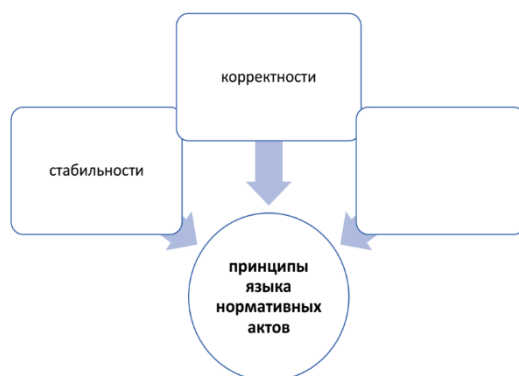 корректности
стабильности
принципы
языка
нормативных
актов